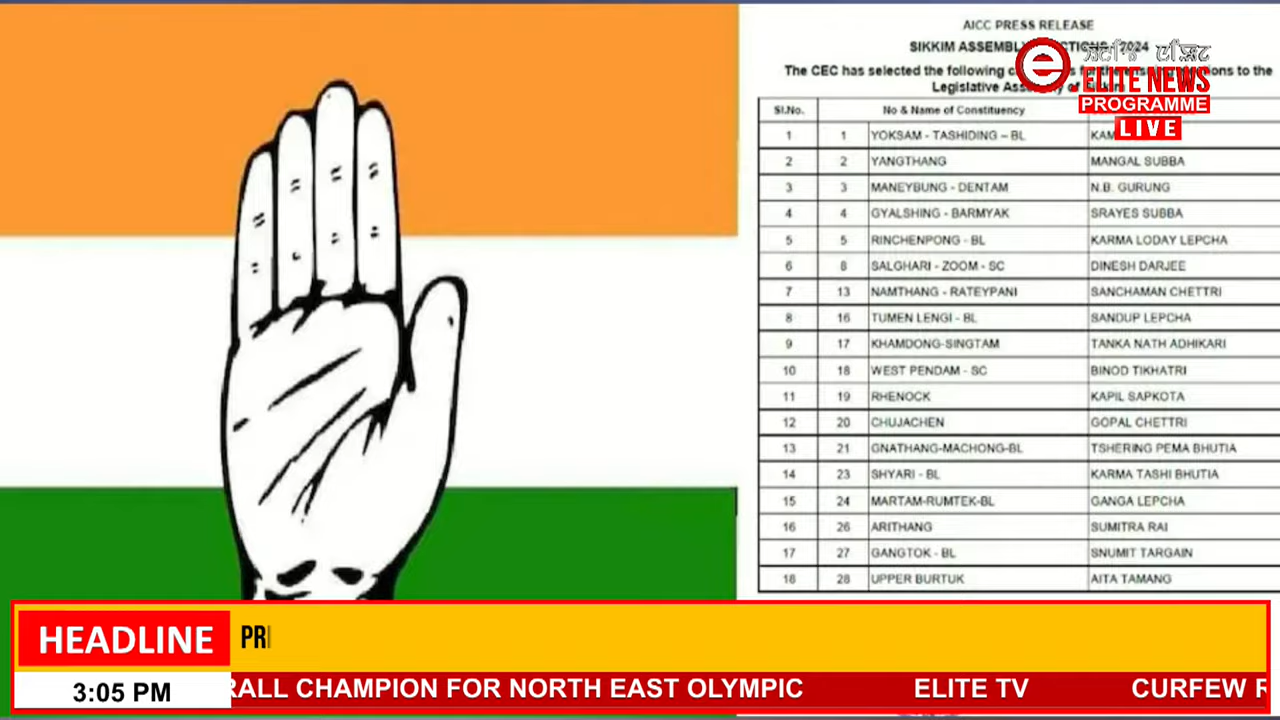 AICC PRESS RELEASE
SIKKIM ASSEMBLY 2024
The CEC has selected the following to the
Legislative
ELITE NEWS
PROGRAMME
LIVE
Sl.No. No & Name of Constituency
1 1 YOKSAM - TASHIDING – BL
2 2 YANGTHANG MANGAL SUBBA
3 3 MANEYBUNG - DENTAM N.B. GURUNG
4 4 GYALSHING - BARMYAK SRAYES SUBBA
5 5 RINCHENPONG - BL KARMA LODAY LEPCHA
6 8 SALGHARI - ZOOM - SC DINESH DARJEE
7 13 NAMTHANG - RATEYPANI SANCHAMAN CHETTRI
8 16 TUMEN LENGI - BL SANDUP LEPCHA
9 17 KHAMDONG-SINGTAM TANKA NATH ADHIKARI
10 18 WEST PENDAM - SC BINOD TIKHATRI
11 19 RHENOCK KAPIL SAPKOTA
12 20 CHUJACHEN GOPAL CHETTRI
13 21 GNATHANG-MACHONG-BL TSHERING PEMA BHUTIA
14 23 SHYARI - BL KARMA TASHI BHUTIA
15 24 MARTAM-RUMTEK-BL GANGA LEPCHA
16 26 ARITHANG SUMITRA RAI
17 27 GANGTOK - BL SNUMIT TARGAIN
18 28 UPPER BURTUK AITA TAMANG
HEADLINE PRI
3:05 PM RALL CHAMPION FOR NORTH EAST OLYMPIC ELITE TV CURFEW R